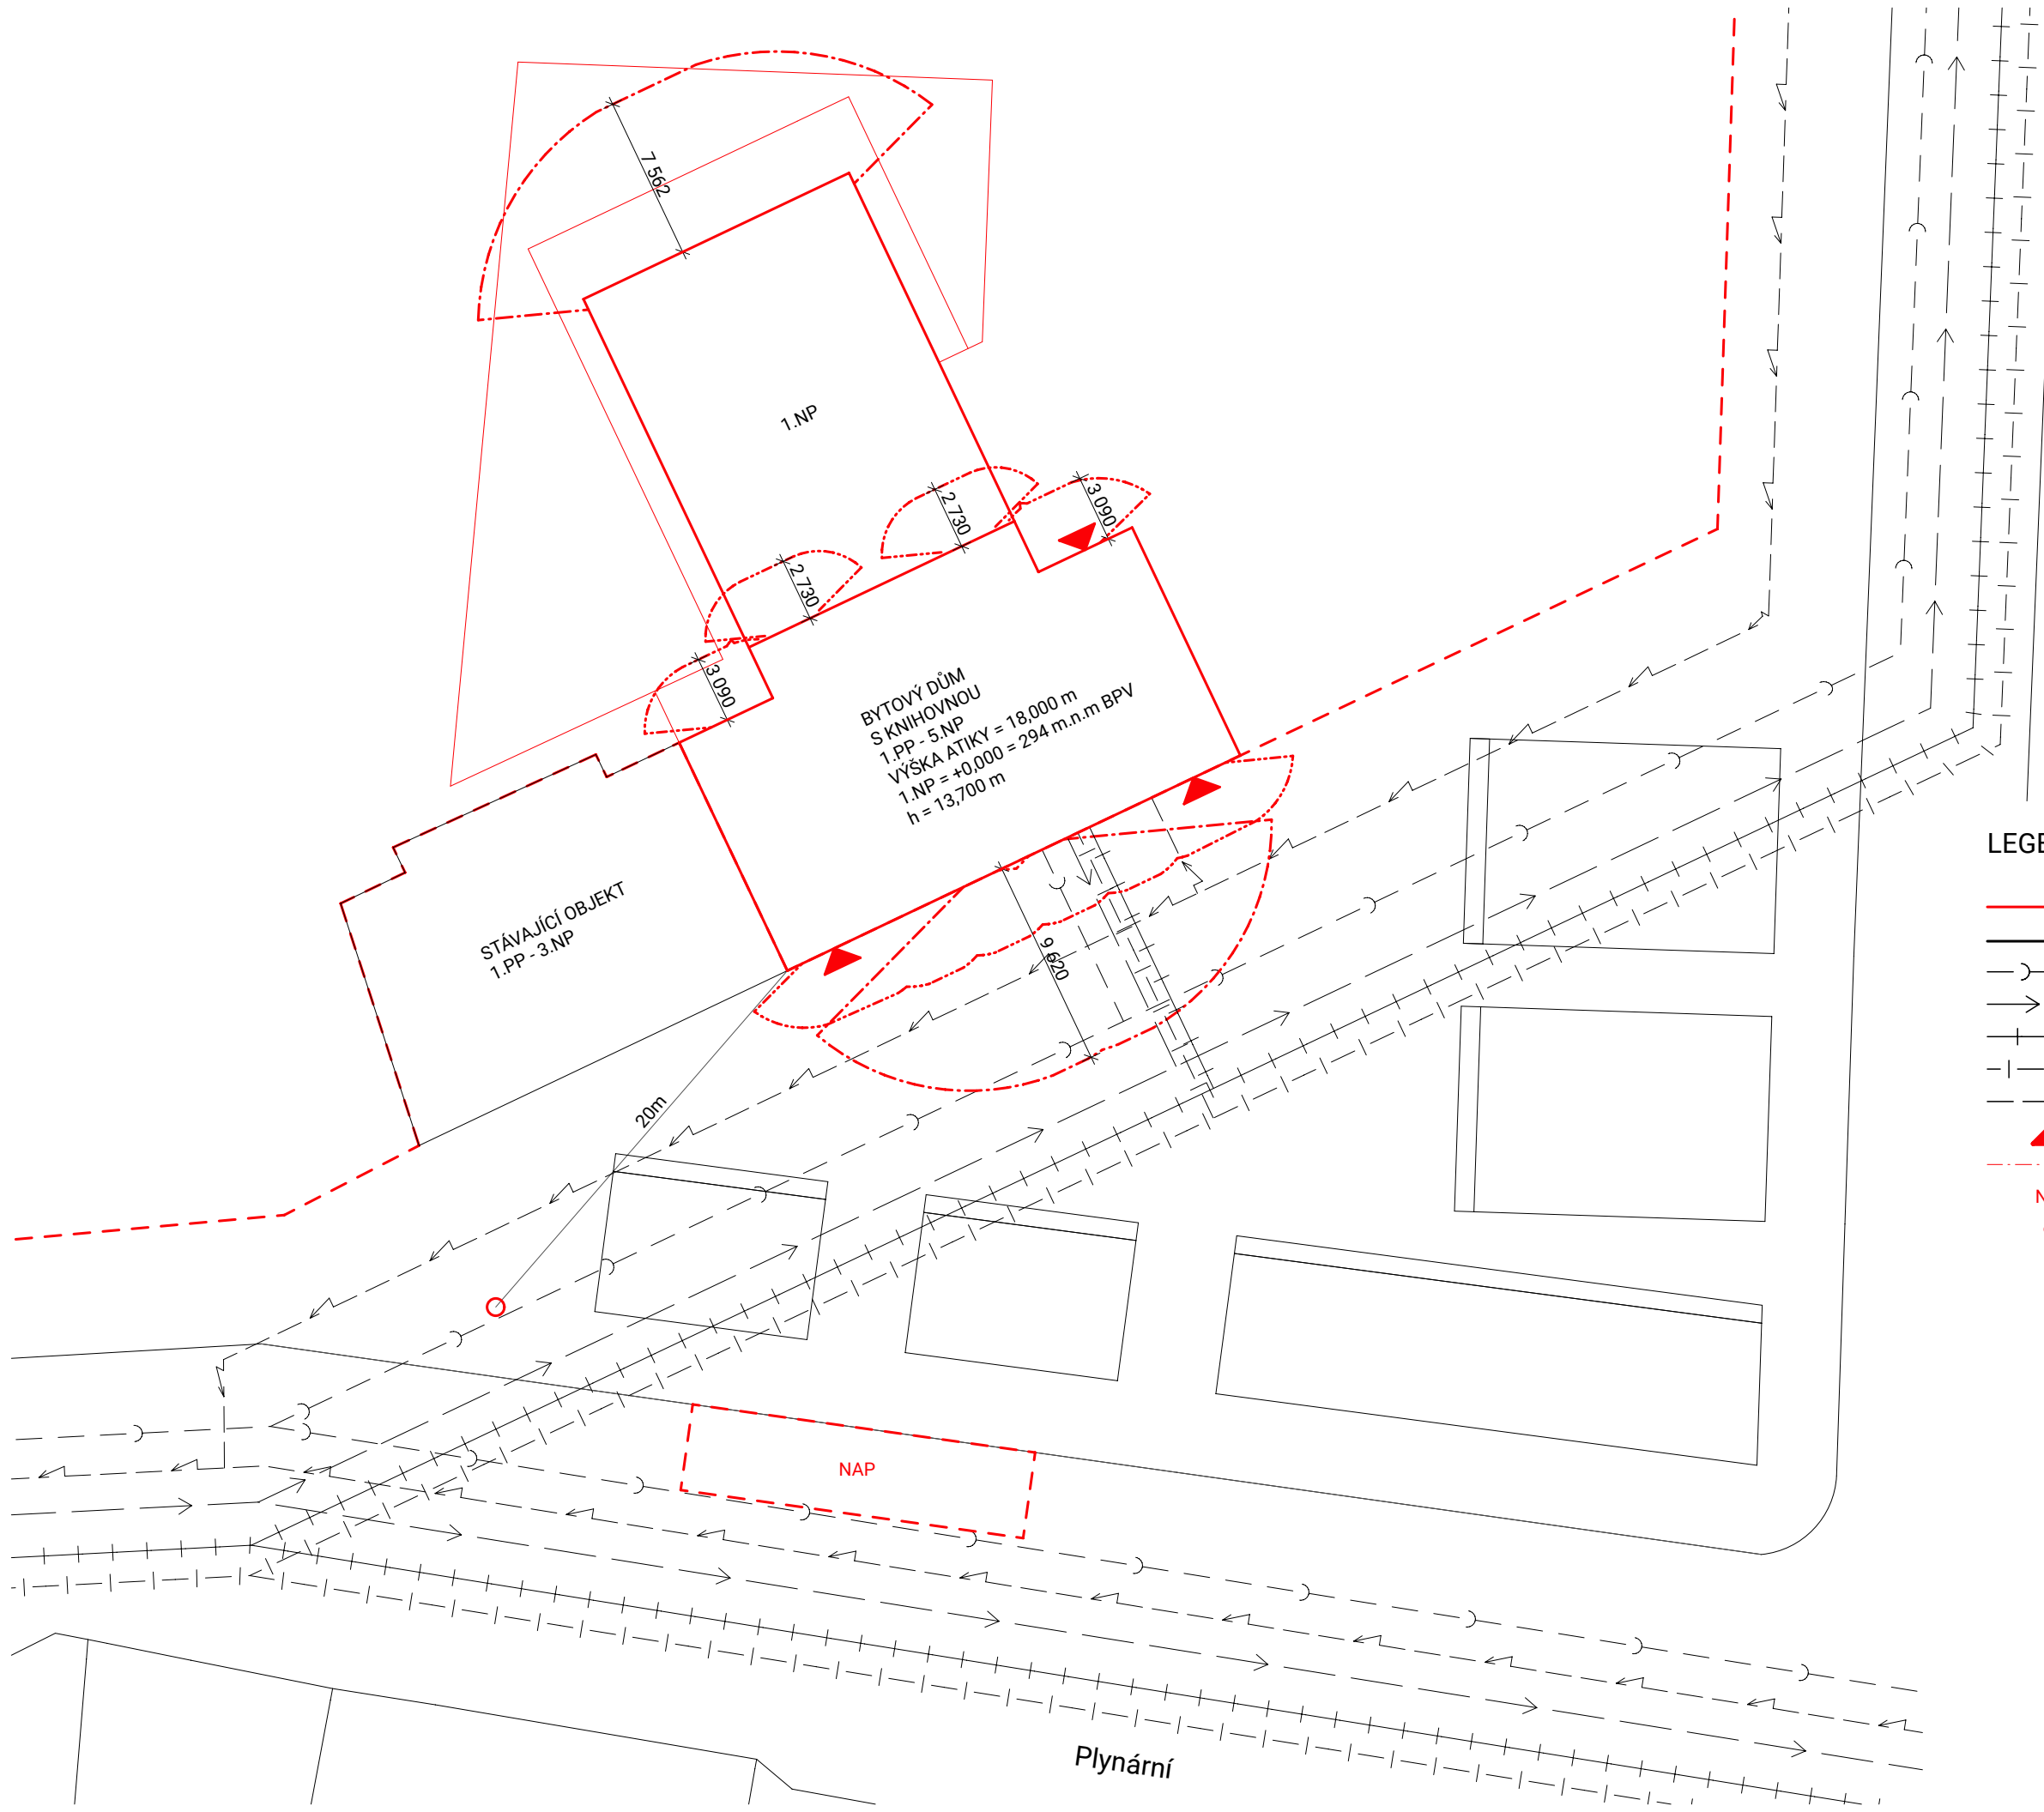 7 562
1.NP
2 730
3 090
2 730
3 090
BYTOVÝ DŮM
S KNIHOVNOU
1.PP - 5.NP
VÝŠKA ATIKY = 18,000 m
1.NP = +0,000 = 294 m.n.m BPV
h = 13,700 m
LEGE
STÁVAJÍCÍ OBJEKT
1.PP - 3.NP
9 620
20m
NAP
Plynární